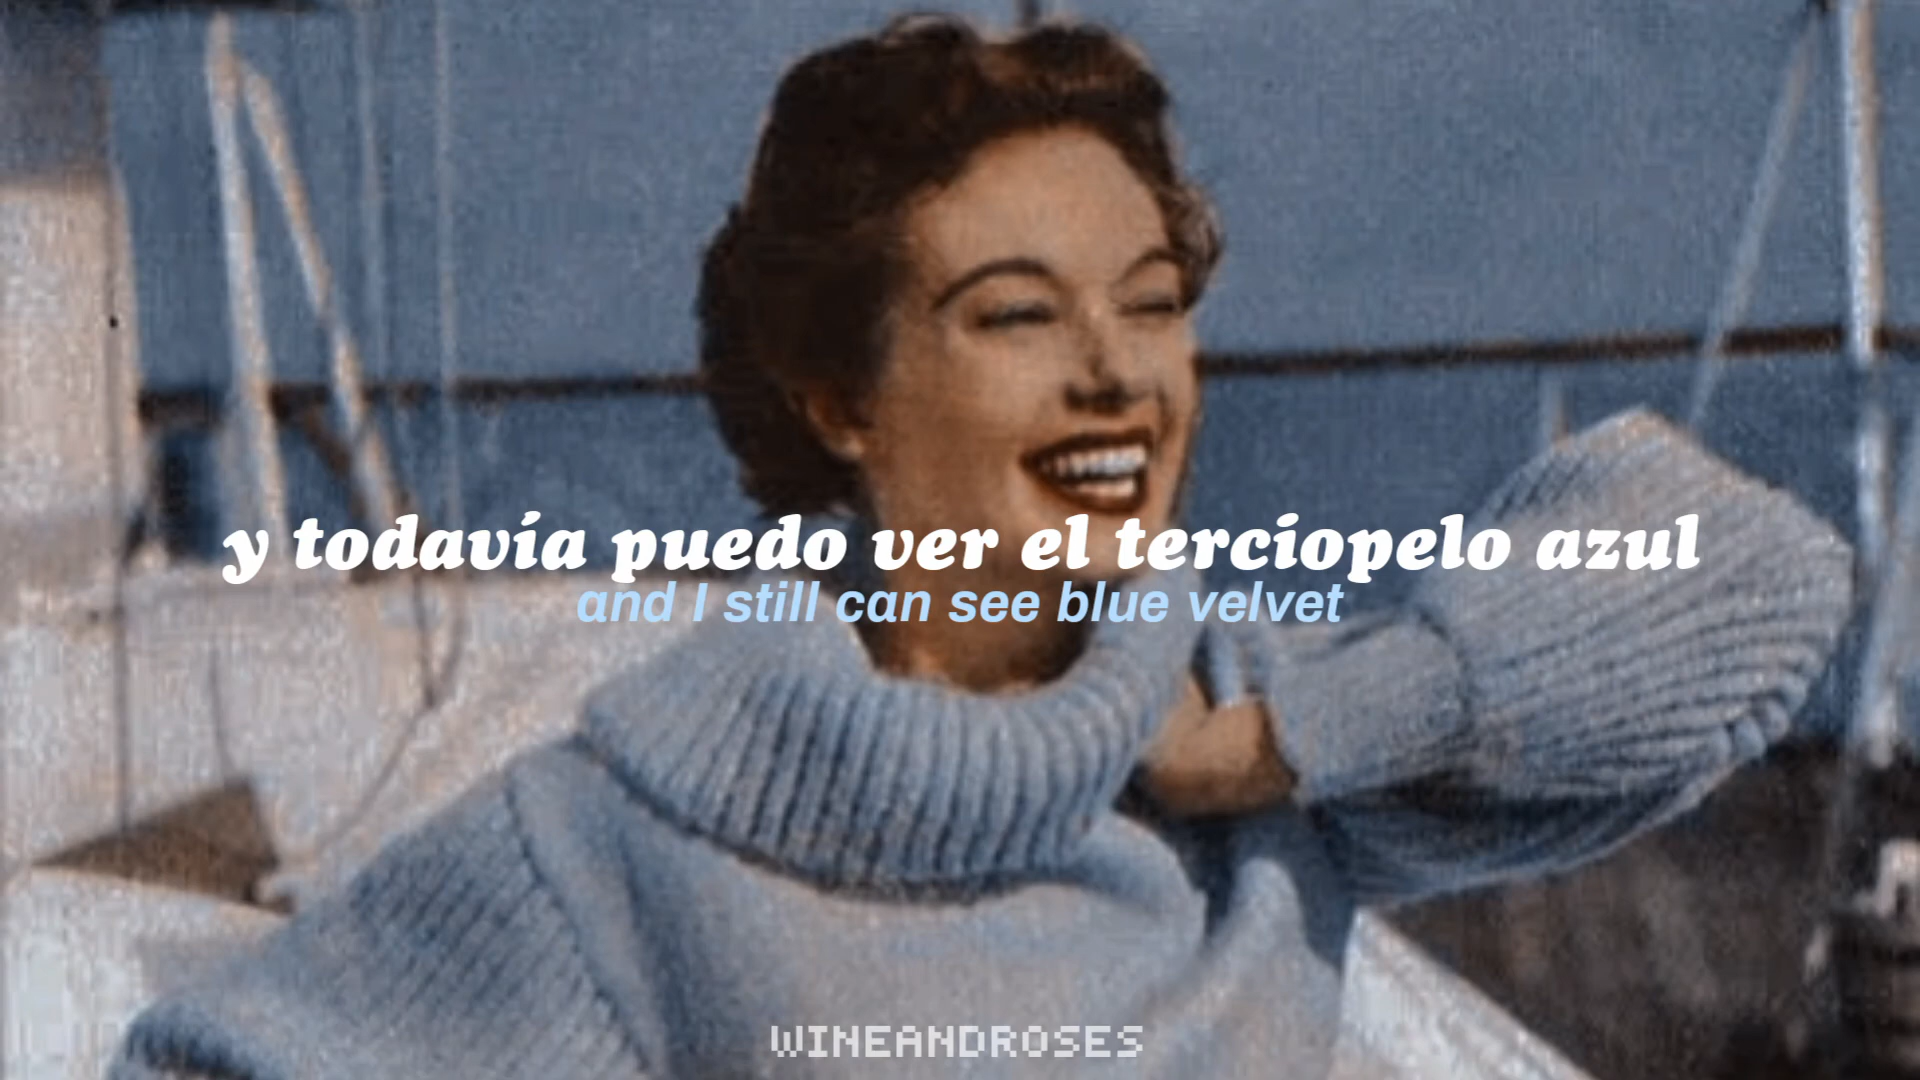 y todavía puedo ver el terciopelo azul
and I still can see blue velvet
WINEANDROSES